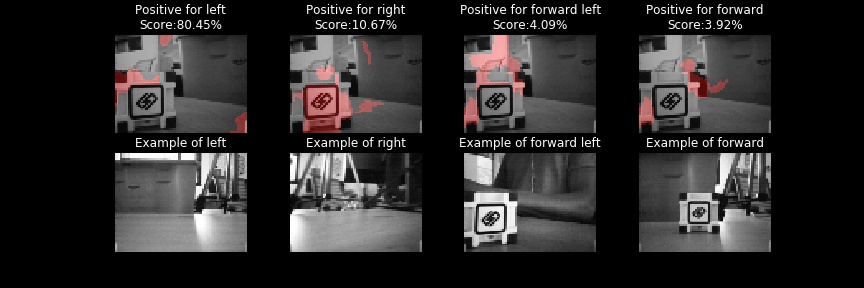 Positive for left
Score:80.45%
Positive for right
Score:10.67%
Positive for forward left
Score:4.09%
Positive for forward
Score:3.92%
Example of left
Example of right
Example of forward left
Example of forward